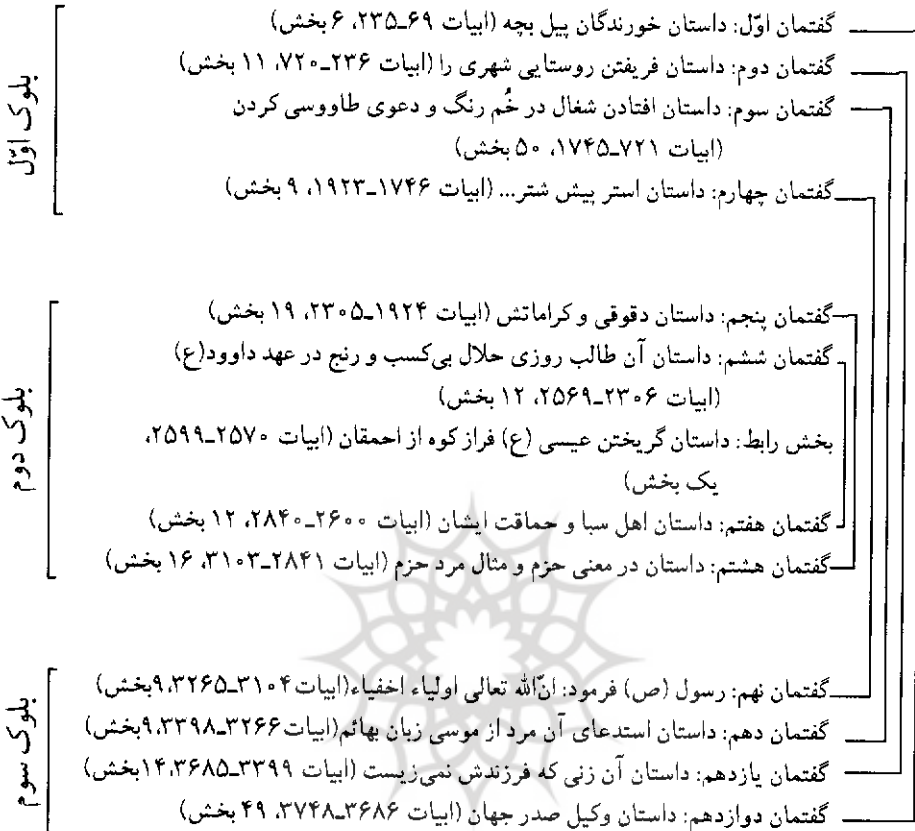 بلوک اوّل
گفتمان اوّل: داستان خورندگان پیل بچه (ابیات ۶۹ـ۲۳۵، ۶ بخش)
گفتمان دوم: داستان فریفتن روستایی شهری را (ابیات ۲۳۶ـ۷۲۰، ۱۱ بخش)
گفتمان سوم: داستان افتادن شغال در خُم رنگ و دعوی طاووسی کردن
(ابیات ۷۲۱ـ۱۷۴۵، ۵۰ بخش)
گفتمان چهارم: داستان استر پیش شتر... (ابیات ۱۷۴۶ـ۱۹۲۳، ۹ بخش)
بلوک دوم
گفتمان پنجم: داستان دقوقی و کراماتش (ابیات ۱۹۲۴ـ۲۳۰۵، ۱۹ بخش)
گفتمان ششم: داستان آن طالب روزی حلال بی‌کسب و رنج در عهد داوود(ع)
(ابیات ۲۳۰۶ـ۲۵۶۹، ۱۲ بخش)
بخش رابط: داستان گریختن عیسی (ع) فراز کوه از احمقان (ابیات ۲۵۷۰ـ۲۵۹۹،
یک بخش)
گفتمان هفتم: داستان اهل سبا و حماقت ایشان (ابیات ۲۶۰۰ـ۲۸۴۰، ۱۲ بخش)
گفتمان هشتم: داستان در معنی حزم و مثال مرد حزم (ابیات ۲۸۴۱ـ۳۱۰۳، ۱۶ بخش)
بلوک سوم
گفتمان نهم: رسول (ص) فرمود: انّ‌الله تعالی اولیاء اخفیاء(ابیات ۳۱۰۴ـ۳۲۶۵، ۹بخش)
گفتمان دهم: داستان استدعای آن مرد از موسی زبان بهائم(ابیات ۳۲۶۶ـ۳۳۹۸، ۹بخش)
گفتمان یازدهم: داستان آن زنی که فرزندش نمی‌زیست (ابیات ۳۳۹۹ـ۳۶۸۵، ۱۴بخش)
گفتمان دوازدهم: داستان وکیل صدر جهان (ابیات ۳۶۸۶ـ۳۷۴۸، ۴۹ بخش)